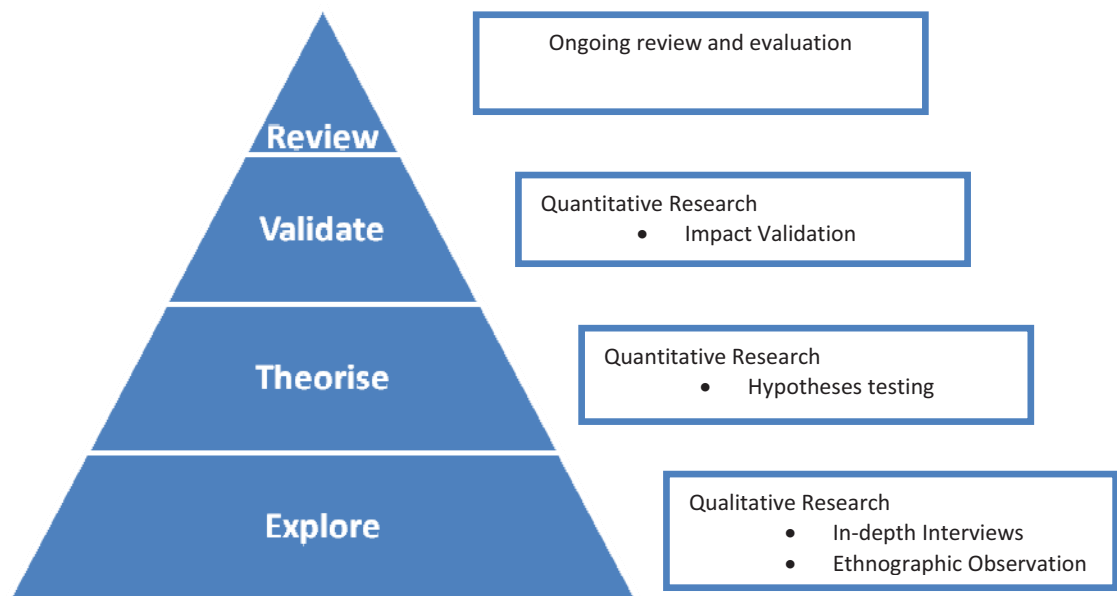 Ongoing review and evaluation
Review
Quantitative Research
• Impact Validation
Validate
Quantitative Research
• Hypotheses testing
Theorise
Qualitative Research
• In-depth Interviews
• Ethnographic Observation
Explore